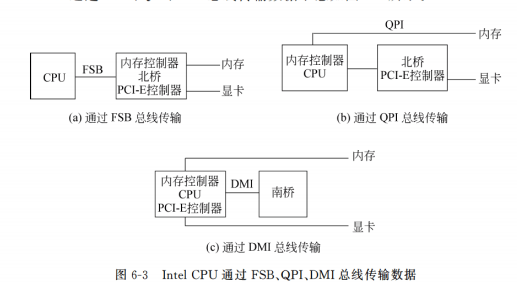 QPI
内存
CPU
FSB
内存控制器
北桥
PCI-E控制器
内存
显卡
(a) 通过 FSB 总线传输
内存控制器
CPU
北桥
PCI-E控制器
显卡
(b) 通过 QPI 总线传输
内存
内存控制器
CPU
PCI-E控制器
DMI
南桥
显卡
(c) 通过 DMI 总线传输
图 6-3 Intel CPU 通过 FSB、QPI、DMI 总线传输数据